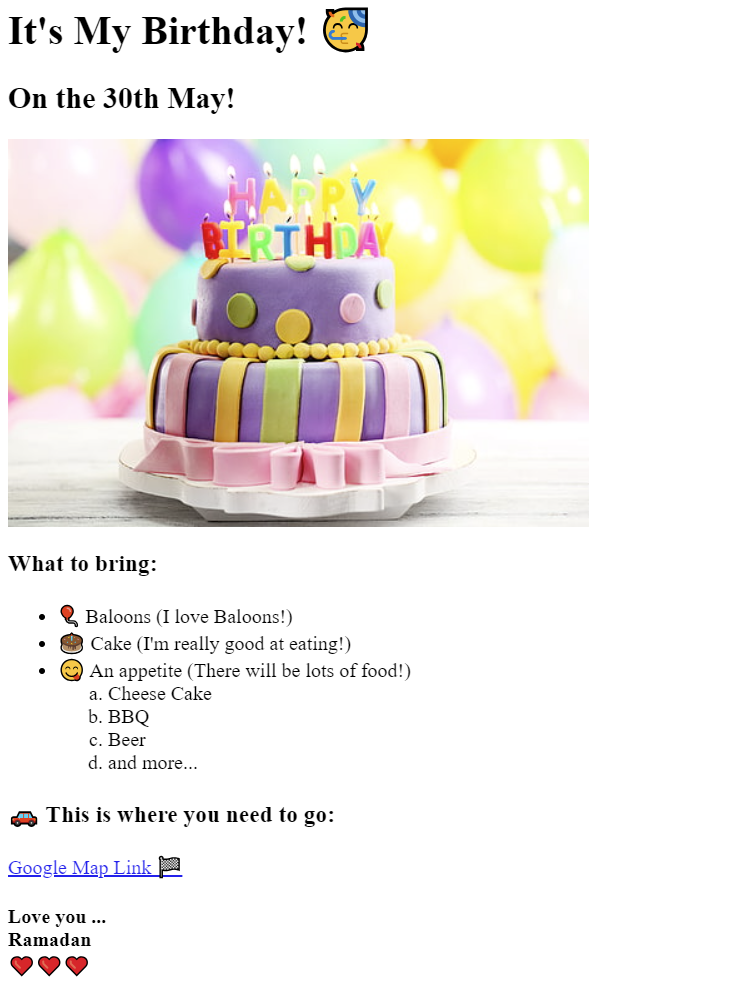 It's My Birthday! 🥳
On the 30th May!
HAPPY
BIRTHDAY
What to bring:
• 🎈 Baloons (I love Baloons!)
• 🎂 Cake (I'm really good at eating!)
• 😋 An appetite (There will be lots of food!)
a. Cheese Cake
b. BBQ
c. Beer
d. and more...
🚗 This is where you need to go:
Google Map Link 🏁
Love you ...
Ramadan
❤️❤️❤️